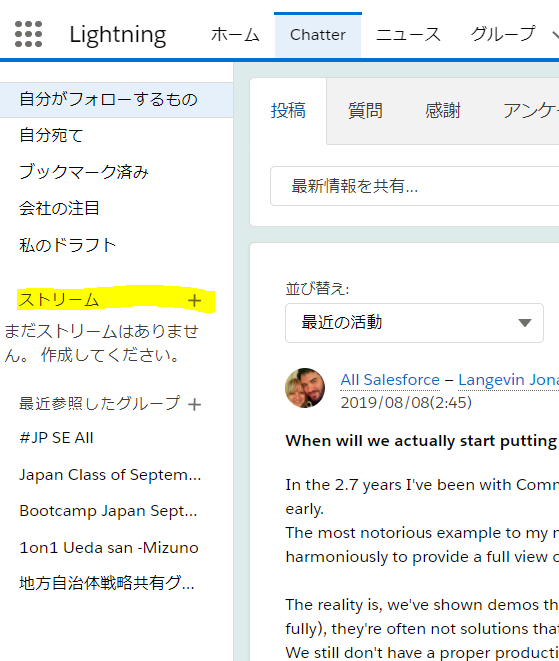 Lightning ホーム Chatter ニュース グループ
自分がフォローするもの
自分宛て
ブックマーク済み
会社の注目
私のドラフト
ストリーム +
まだストリームはありませ
ん。 作成してください。
最近参照したグループ +
#JP SE All
Japan Class of Septem...
Bootcamp Japan Sept...
1on1 Ueda san -Mizuno
地方自治体戦略共有グ...
投稿 質問 感謝 アンケー
最新情報を共有...
並び替え:
最近の活動
All Salesforce – Langevin Jona
2019/08/08(2:45)
When will we actually start putting
In the 2.7 years I've been with Comm
early.
The most notorious example to my
harmoniously to provide a full view
The reality is, we've shown demos th
fully), they're often not solutions that
We still don't have a proper producti